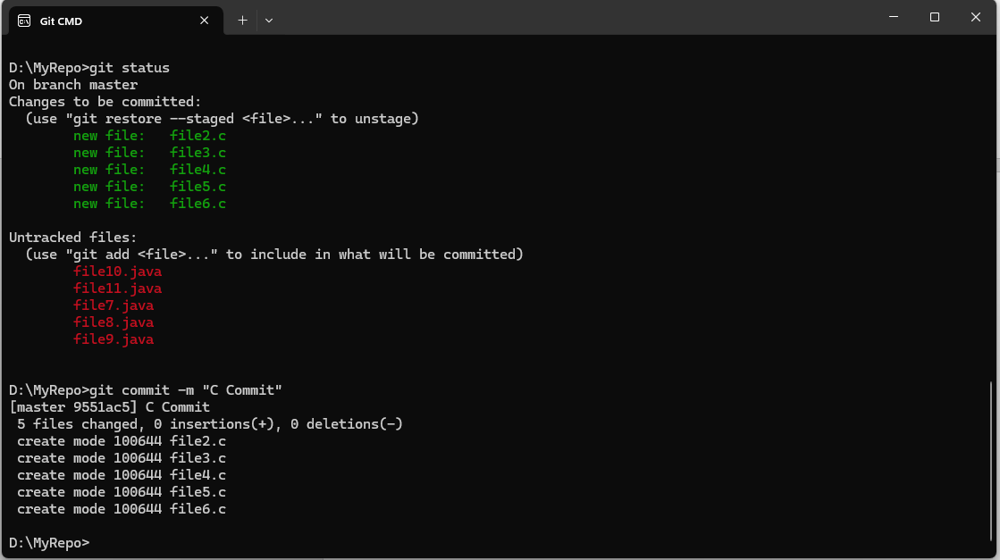 Git CMD
D:\MyRepo>git status
On branch master
Changes to be committed:
  (use "git restore --staged <file>..." to unstage)
        new file:   file2.c
        new file:   file3.c
        new file:   file4.c
        new file:   file5.c
        new file:   file6.c

Untracked files:
  (use "git add <file>..." to include in what will be committed)
        file10.java
        file11.java
        file7.java
        file8.java
        file9.java

D:\MyRepo>git commit -m "C Commit"
[master 9551ac5] C Commit
 5 files changed, 0 insertions(+), 0 deletions(-)
 create mode 100644 file2.c
 create mode 100644 file3.c
 create mode 100644 file4.c
 create mode 100644 file5.c
 create mode 100644 file6.c

D:\MyRepo>